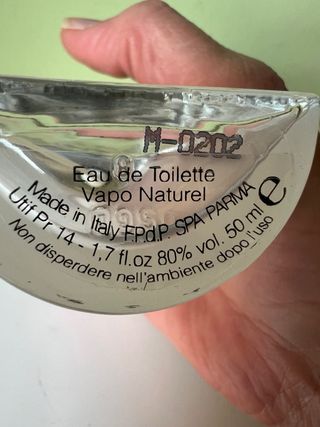 M-0202
Eau de Toilette
Vapo Naturel
Made in Italy F.P.d.P. SPA PARMA
Utif Pr 14 - 1,7 fl.oz 80% vol. 50 ml ℮
Non disperdere nell'ambiente dopo l'uso